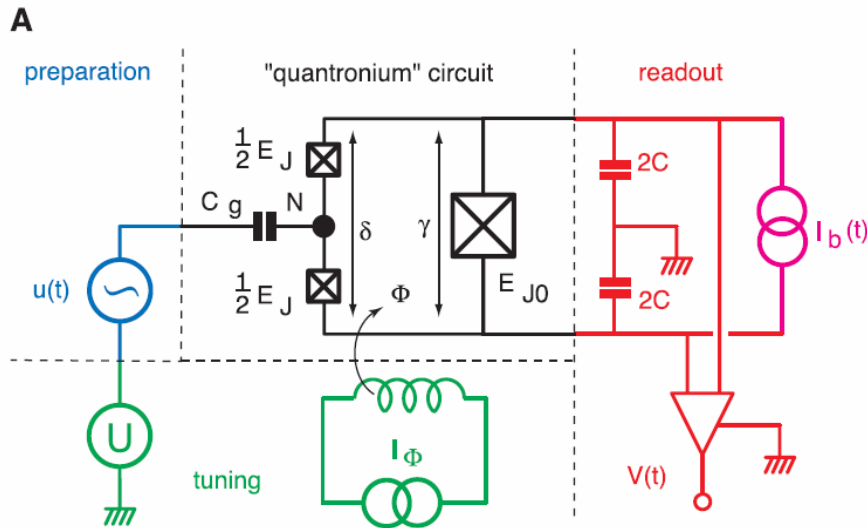 A
preparation
"quantronium" circuit
readout
½ E J
C g N
δ
γ
2C
u(t)
I b (t)
½ E J
Φ
E J0
2C
U
tuning
I Φ
V(t)